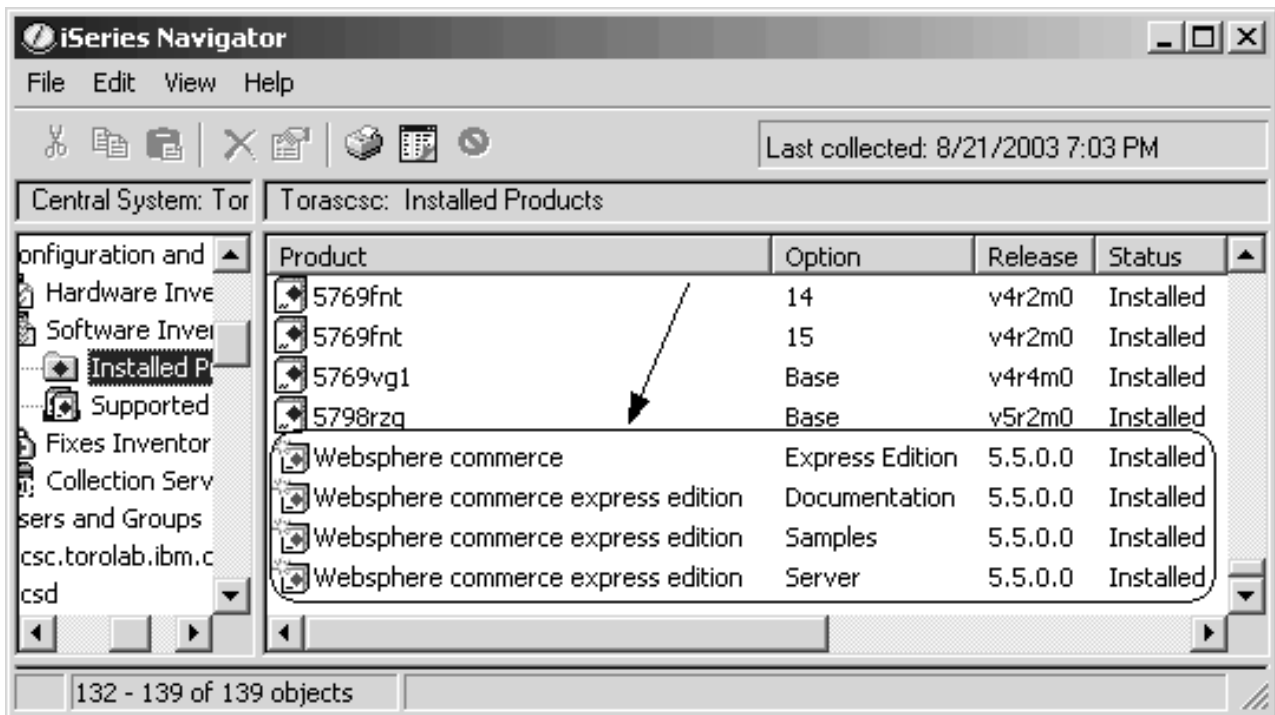 iSeries Navigator
File Edit View Help
Last collected: 8/21/2003 7:03 PM
Central System: Tor
Torascsc: Installed Products
onfiguration and
Hardware Inve
Software Inver
Installed P
Supported
Fixes Inventor
Collection Serv
sers and Groups
csc.torolab.ibm.c
csd
Product Option Release Status
5769fnt 14 v4r2m0 Installed
5769fnt 15 v4r2m0 Installed
5769vg1 Base v4r4m0 Installed
5798rzq Base v5r2m0 Installed
Websphere commerce Express Edition 5.5.0.0 Installed
Websphere commerce express edition Documentation 5.5.0.0 Installed
Websphere commerce express edition Samples 5.5.0.0 Installed
Websphere commerce express edition Server 5.5.0.0 Installed
132 - 139 of 139 objects